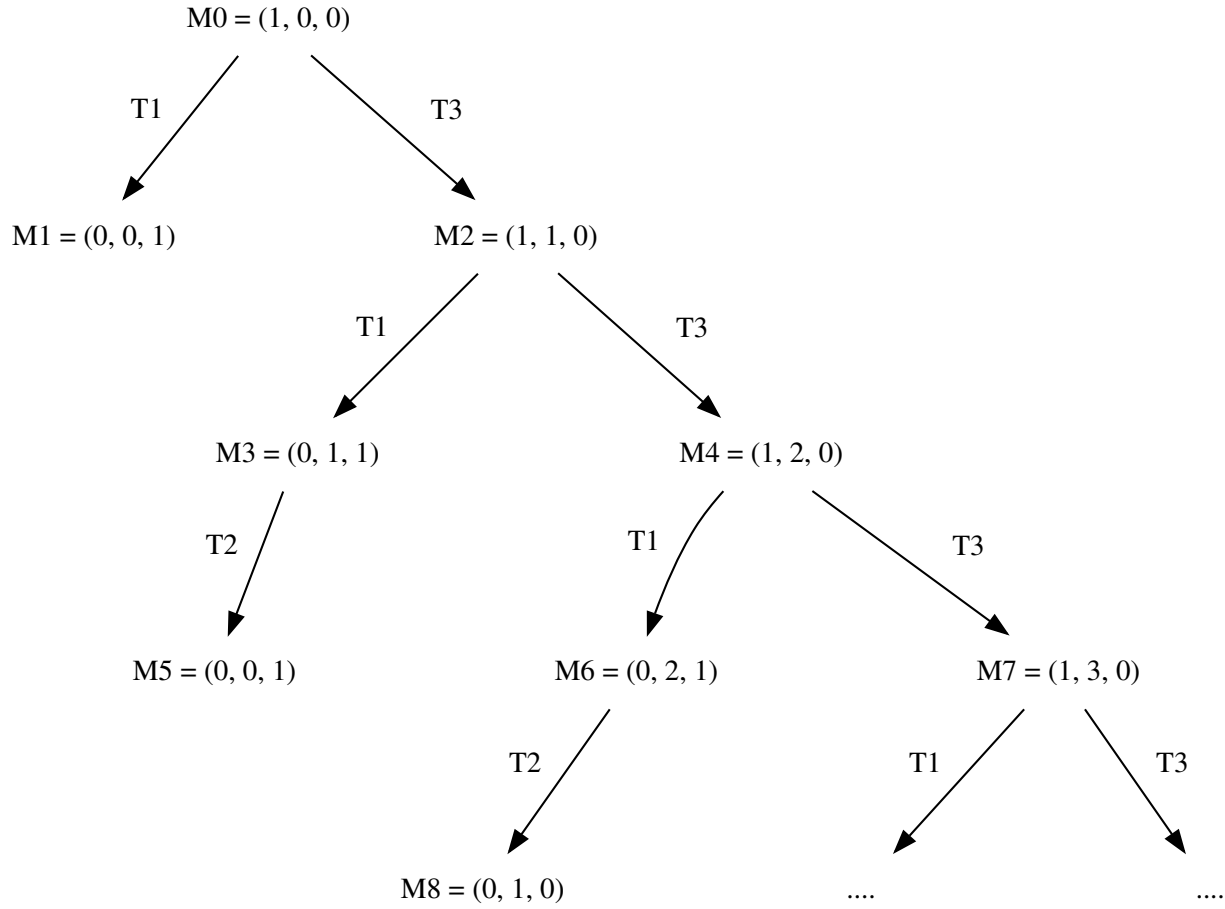 M0 = (1, 0, 0)
T1
T3
M1 = (0, 0, 1)
M2 = (1, 1, 0)
T1
T3
M3 = (0, 1, 1)
M4 = (1, 2, 0)
T2
T1
T3
M5 = (0, 0, 1)
M6 = (0, 2, 1)
M7 = (1, 3, 0)
T2
T1
T3
M8 = (0, 1, 0)
....
....